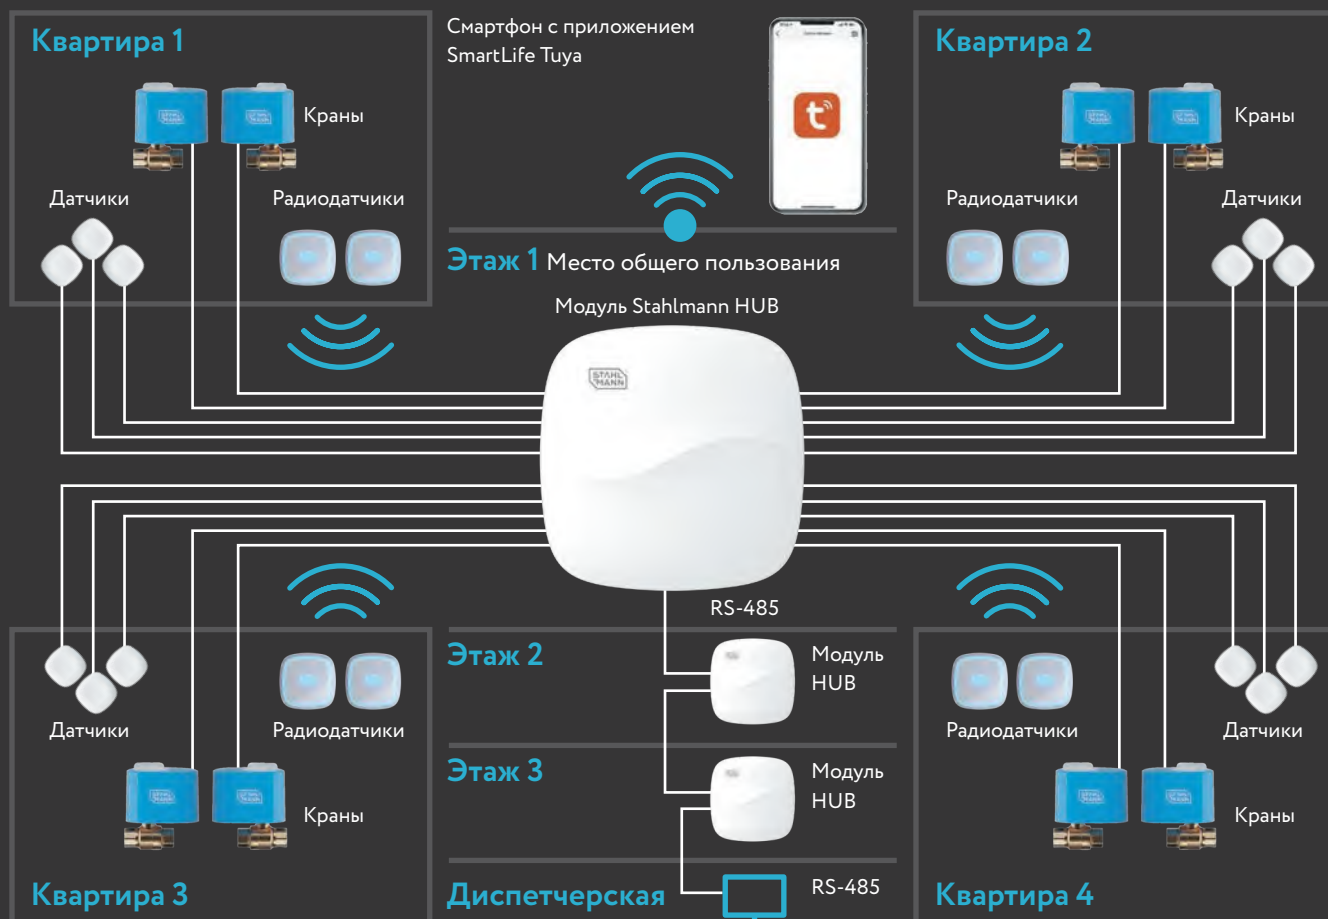 Квартира 1
Краны
Датчики
Радиодатчики
Смартфон с приложением
SmartLife Tuya
Квартира 2
Краны
Радиодатчики
Датчики
Этаж 1 Место общего пользования
Модуль Stahlmann HUB
STAHL
MANN
RS-485
Этаж 2
Модуль
HUB
Этаж 3
Модуль
HUB
Диспетчерская
RS-485
Датчики
Радиодатчики
Краны
Квартира 3
Радиодатчики
Датчики
Краны
Квартира 4